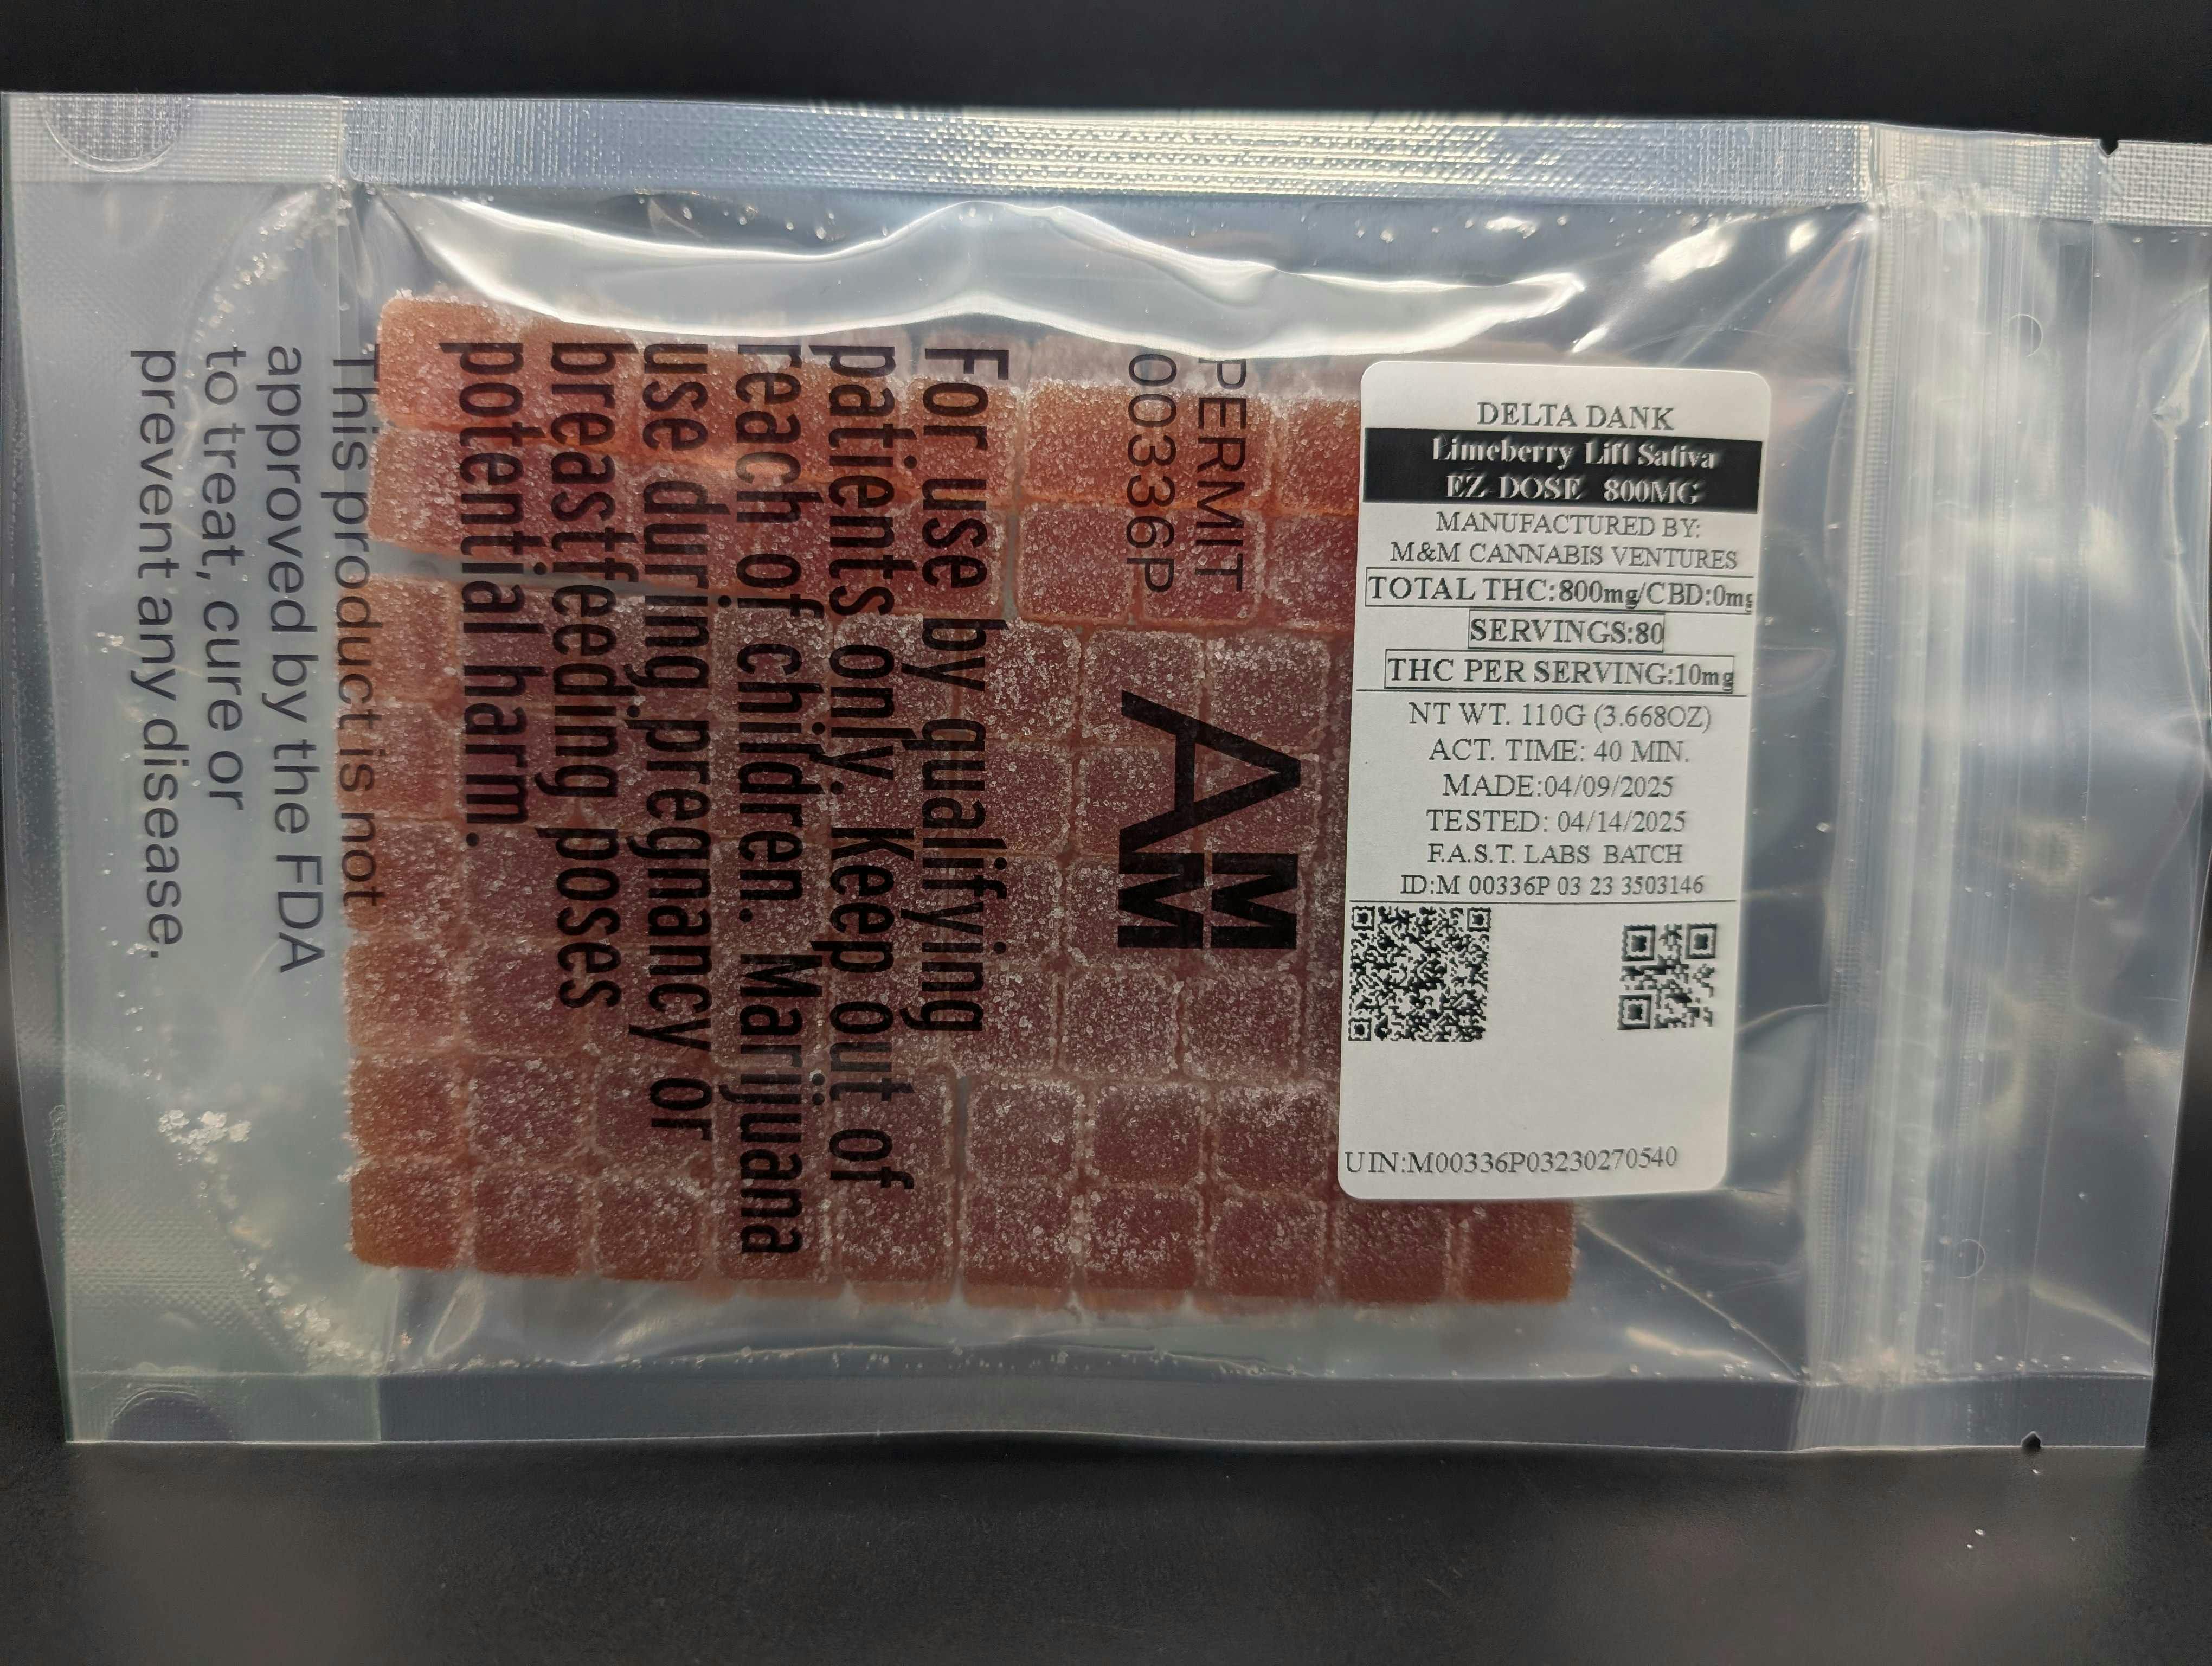 DELTA DANK
Limeberry Lift Sativa
EZ-DOSE 800MG
MANUFACTURED BY:
M&M CANNABIS VENTURES
TOTAL THC:800mg/CBD:0mg
SERVINGS:80
THC PER SERVING:10mg
NT WT. 110G (3.668OZ)
ACT. TIME: 40 MIN.
MADE:04/09/2025
TESTED: 04/14/2025
F.A.S.T. LABS BATCH
ID:M 00336P 03 23 3503146
UIN:M00336P03230270540
PERMIT
00336P
AMM
For use by qualifying
patients only. Keep out of
reach of children. Marijuana
use during pregnancy or
breastfeeding poses
potential harm.
This product is not
approved by the FDA
to treat, cure or
prevent any disease.